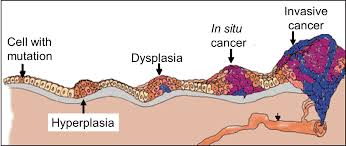 Cell with
mutation
Hyperplasia
Dysplasia
In situ
cancer
Invasive
cancer